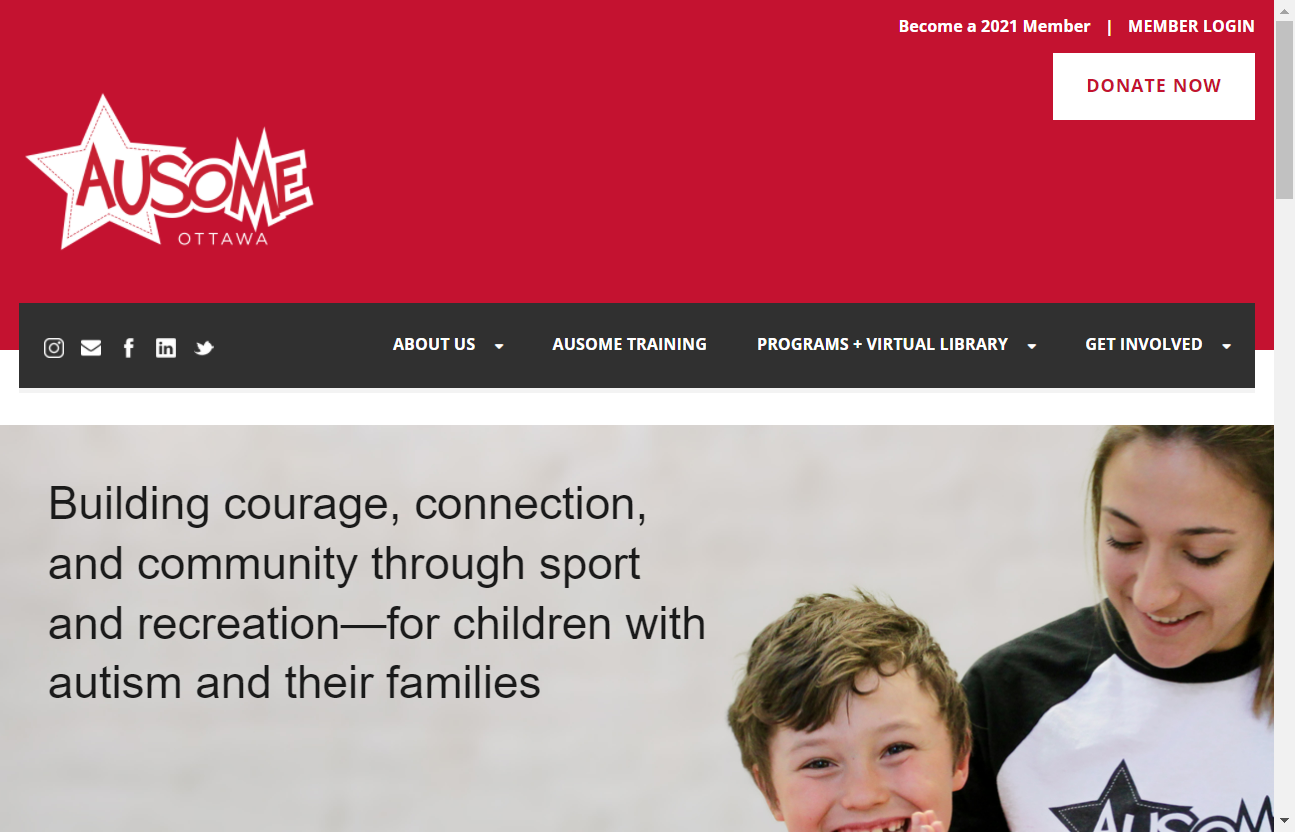 Become a 2021 Member | MEMBER LOGIN
DONATE NOW
AUSOME
OTTAWA
ABOUT US AUSOME TRAINING PROGRAMS + VIRTUAL LIBRARY GET INVOLVED
Building courage, connection,
and community through sport
and recreation—for children with
autism and their families